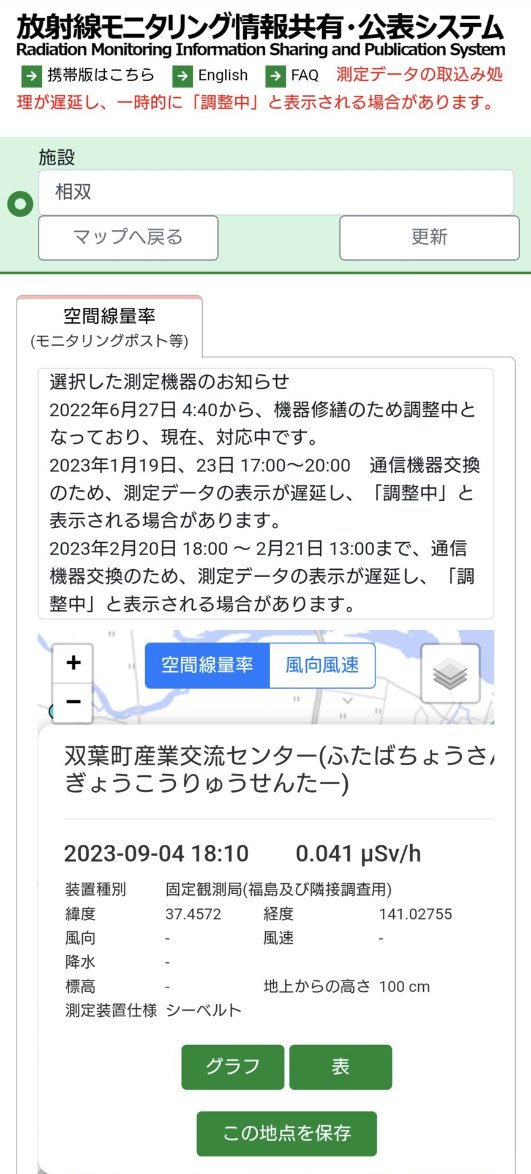 放射線モニタリング情報共有・公表システム
Radiation Monitoring Information Sharing and Publication System
携帯版はこちら English FAQ 測定データの取込み処
理が遅延し、一時的に「調整中」と表示される場合があります。
施設
相双
マップへ戻る 更新
空間線量率
(モニタリングポスト等)
選択した測定機器のお知らせ
2022年6月27日 4:40から、機器修繕のため調整中と
なっており、現在、対応中です。
2023年1月19日、23日 17:00〜20:00 通信機器交換
のため、測定データの表示が遅延し、「調整中」と
表示される場合があります。
2023年2月20日 18:00 〜 2月21日 13:00まで、通信
機器交換のため、測定データの表示が遅延し、「調
整中」と表示される場合があります。
+ 空間線量率 風向風速
−
双葉町産業交流センター(ふたばちょうさん
ぎょうこうりゅうせんたー)
2023-09-04 18:10 0.041 μSv/h
装置種別 固定観測局(福島及び隣接調査用)
緯度 37.4572 経度 141.02755
風向 - 風速 -
降水 -
標高 - 地上からの高さ 100 cm
測定装置仕様 シーベルト
グラフ 表
この地点を保存